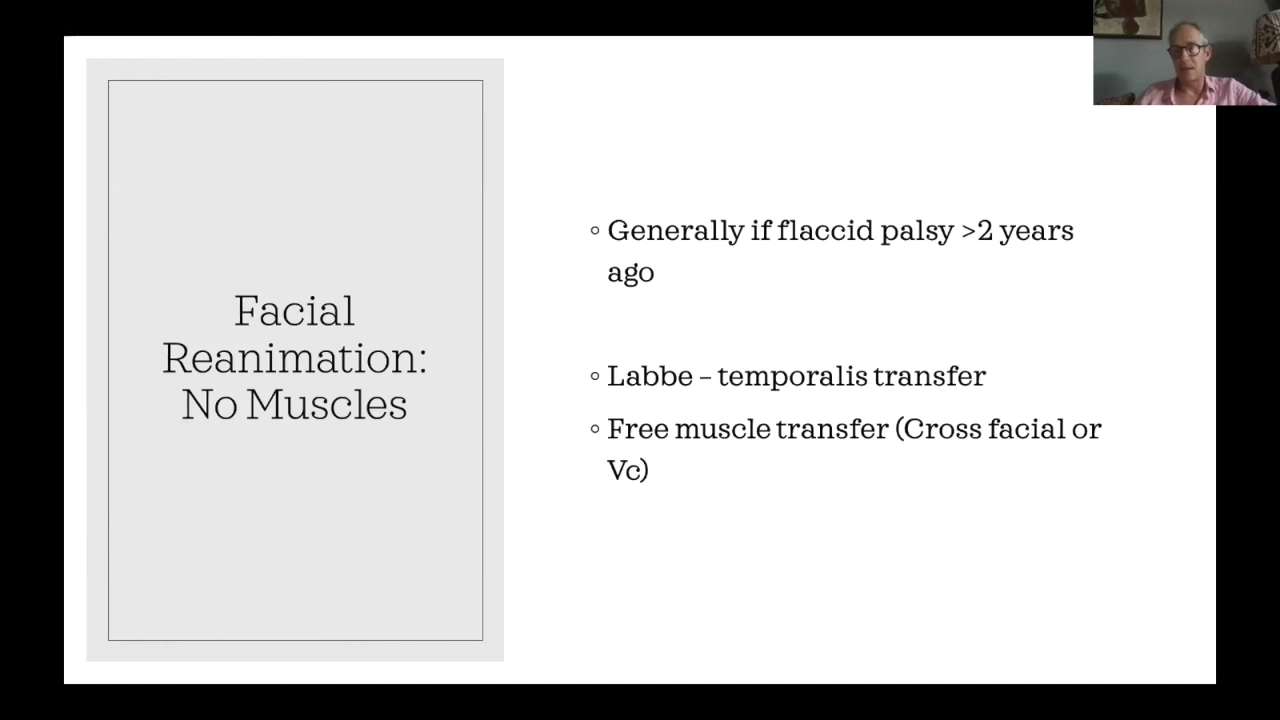 Facial
Reanimation:
No Muscles
◦ Generally if flaccid palsy >2 years
ago
◦ Labbe – temporalis transfer
◦ Free muscle transfer (Cross facial or
Vc)